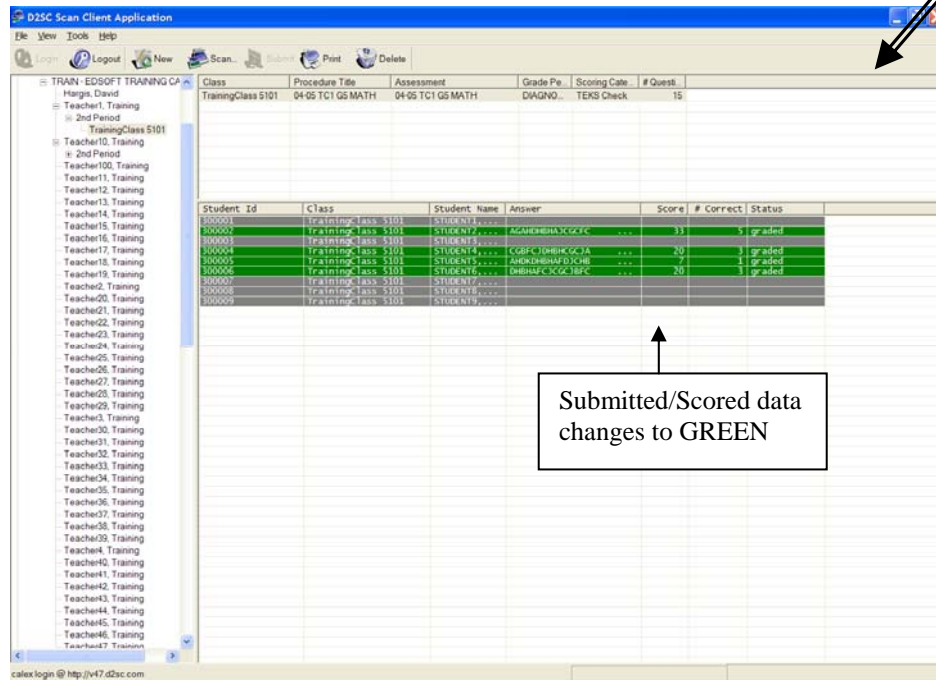 D2SC Scan Client Application
File View Tools Help
Login Logout New Scan... Submit Print Delete
TRAIN - EDSOFT TRAINING CA
Hargis, David
Teacher1, Training
2nd Period
TrainingClass 5101
Teacher10, Training
2nd Period
Teacher100, Training
Teacher11, Training
Teacher12, Training
Teacher13, Training
Teacher14, Training
Teacher15, Training
Teacher16, Training
Teacher17, Training
Teacher18, Training
Teacher19, Training
Teacher2, Training
Teacher20, Training
Teacher21, Training
Teacher22, Training
Teacher23, Training
Teacher24, Training
Teacher25, Training
Teacher26, Training
Teacher27, Training
Teacher28, Training
Teacher29, Training
Teacher3, Training
Teacher30, Training
Teacher31, Training
Teacher32, Training
Teacher33, Training
Teacher34, Training
Teacher35, Training
Teacher36, Training
Teacher37, Training
Teacher38, Training
Teacher39, Training
Teacher4, Training
Teacher40, Training
Teacher41, Training
Teacher42, Training
Teacher43, Training
Teacher44, Training
Teacher45, Training
Teacher46, Training
Teacher47, Training
Class Procedure Title Assessment Grade Pe... Scoring Cate... # Questi...
TrainingClass 5101 04-05 TC1 G5 MATH 04-05 TC1 G5 MATH DIAGNO... TEKS Check 15
Student Id Class Student Name Answer Score # Correct Status
300001 TrainingClass 5101 STUDENT1,...
300002 TrainingClass 5101 STUDENT2,... ... 33 5 graded
300003 TrainingClass 5101 STUDENT3,...
300004 TrainingClass 5101 STUDENT4,... ... 20 3 graded
300005 TrainingClass 5101 STUDENT5,... ... 7 1 graded
300006 TrainingClass 5101 STUDENT6,... ... 20 3 graded
300007 TrainingClass 5101 STUDENT7,...
300008 TrainingClass 5101 STUDENT8,...
300009 TrainingClass 5101 STUDENT9,...
Submitted/Scored data
changes to GREEN
calex login @ http://v47.d2sc.com